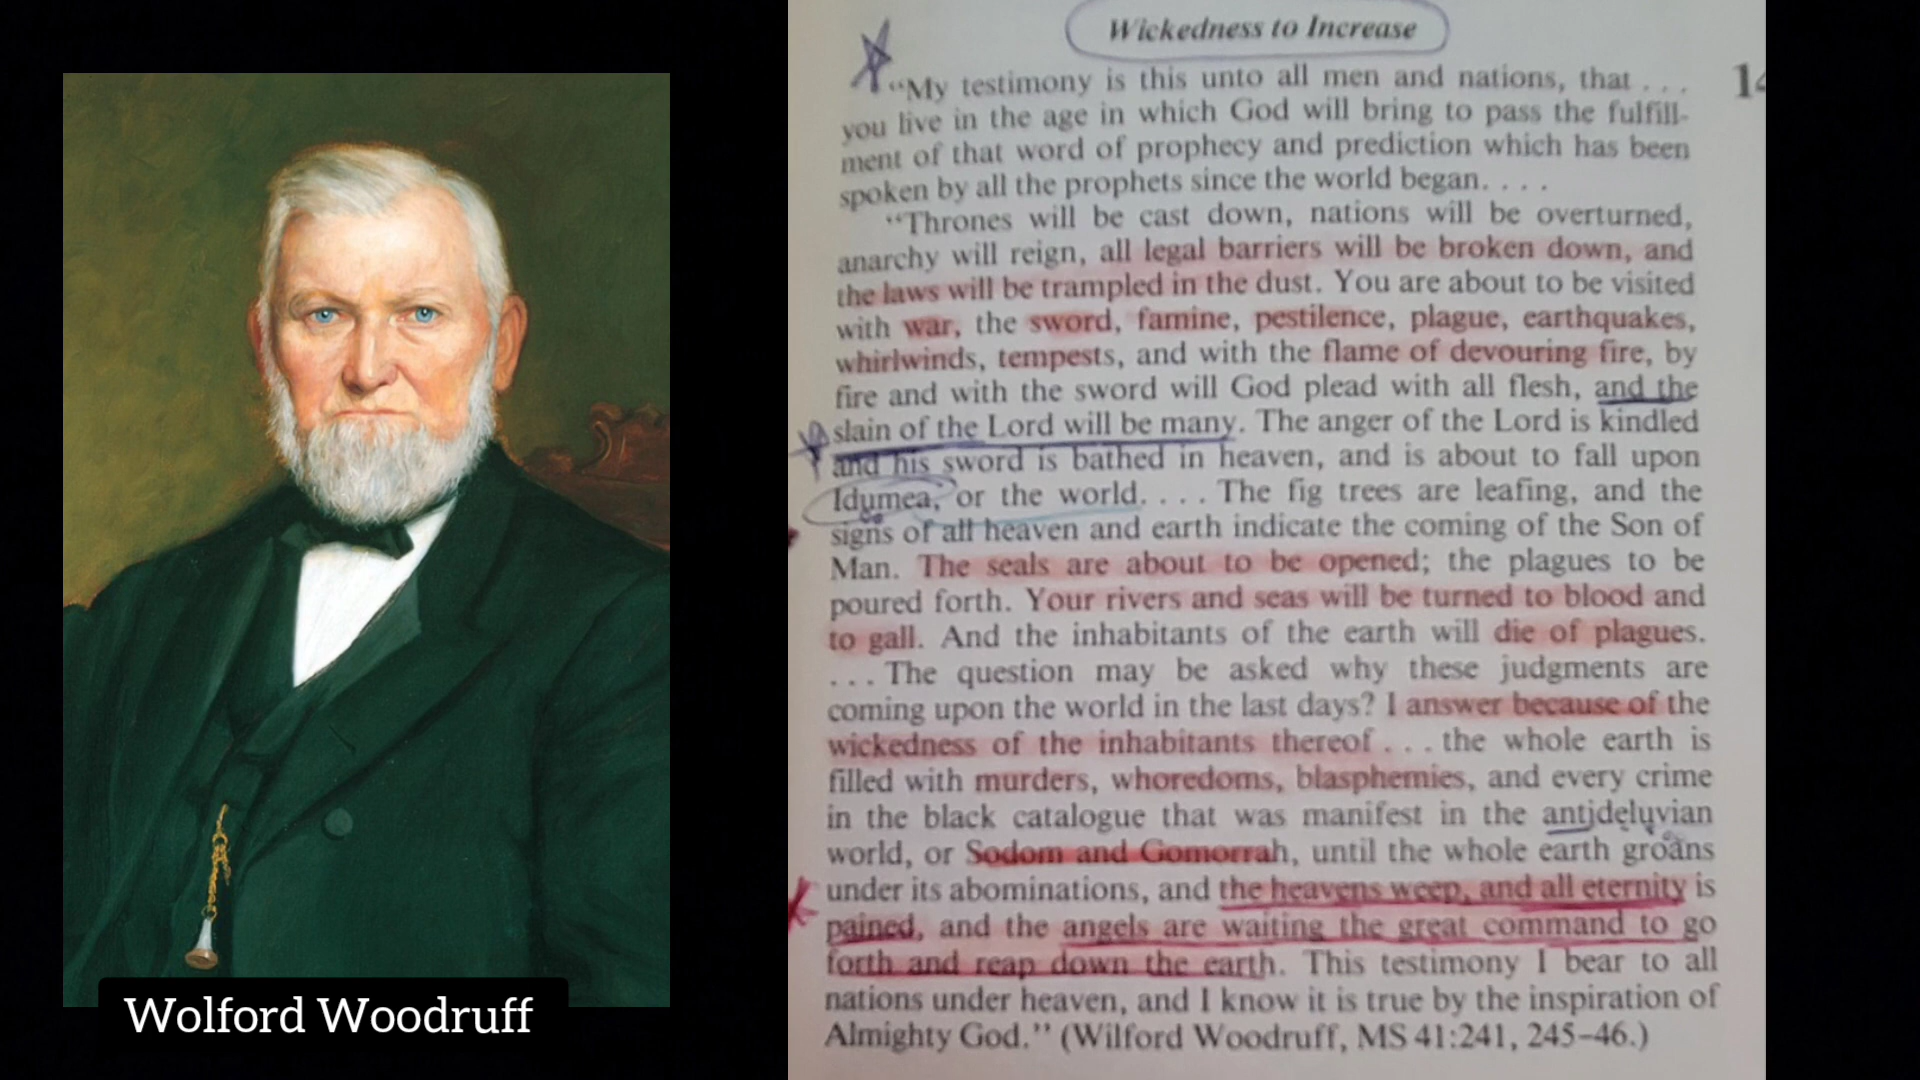 Wickedness to Increase
14
"My testimony is this unto all men and nations, that . . .
you live in the age in which God will bring to pass the fulfill-
ment of that word of prophecy and prediction which has been
spoken by all the prophets since the world began. . . .
"Thrones will be cast down, nations will be overturned,
anarchy will reign, all legal barriers will be broken down, and
the laws will be trampled in the dust. You are about to be visited
with war, the sword, famine, pestilence, plague, earthquakes,
whirlwinds, tempests, and with the flame of devouring fire, by
fire and with the sword will God plead with all flesh, and the
slain of the Lord will be many. The anger of the Lord is kindled
and his sword is bathed in heaven, and is about to fall upon
Idumea, or the world. . . . The fig trees are leafing, and the
signs of all heaven and earth indicate the coming of the Son of
Man. The seals are about to be opened; the plagues to be
poured forth. Your rivers and seas will be turned to blood and
to gall. And the inhabitants of the earth will die of plagues.
. . . The question may be asked why these judgments are
coming upon the world in the last days? I answer because of the
wickedness of the inhabitants thereof . . . the whole earth is
filled with murders, whoredoms, blasphemies, and every crime
in the black catalogue that was manifest in the antideluvian
world, or Sodom and Gomorrah, until the whole earth groans
under its abominations, and the heavens weep, and all eternity is
pained, and the angels are waiting the great command to go
forth and reap down the earth. This testimony I bear to all
nations under heaven, and I know it is true by the inspiration of
Almighty God." (Wilford Woodruff, MS 41:241, 245–46.)
Wolford Woodruff